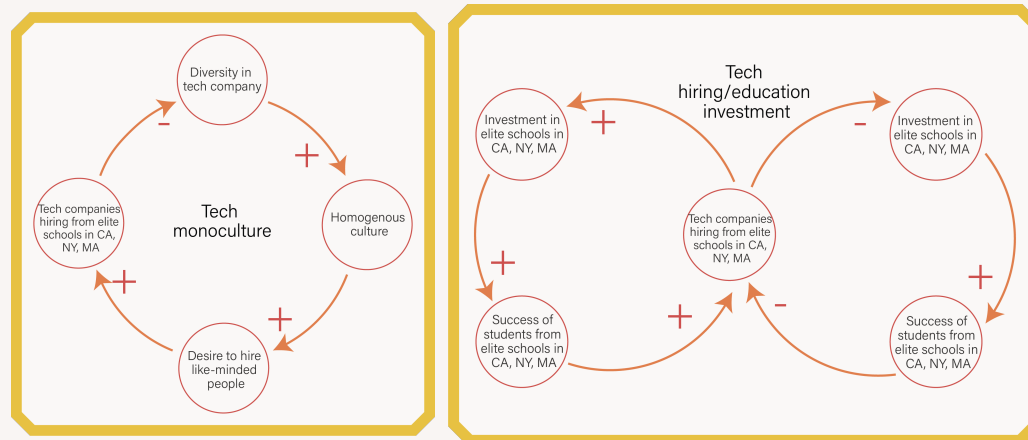 Diversity in
tech company
-
+
Tech companies
hiring from elite
schools in CA,
NY, MA
Tech
monoculture
Homogenous
culture
+
+
Desire to hire
like-minded
people
Tech
hiring/education
investment
Investment in
elite schools in
CA, NY, MA
+
-
Investment in
elite schools in
CA, NY, MA
Tech companies
hiring from elite
schools in CA,
NY, MA
+
+
Success of
students from
elite schools in
CA, NY, MA
+
-
Success of
students from
elite schools in
CA, NY, MA